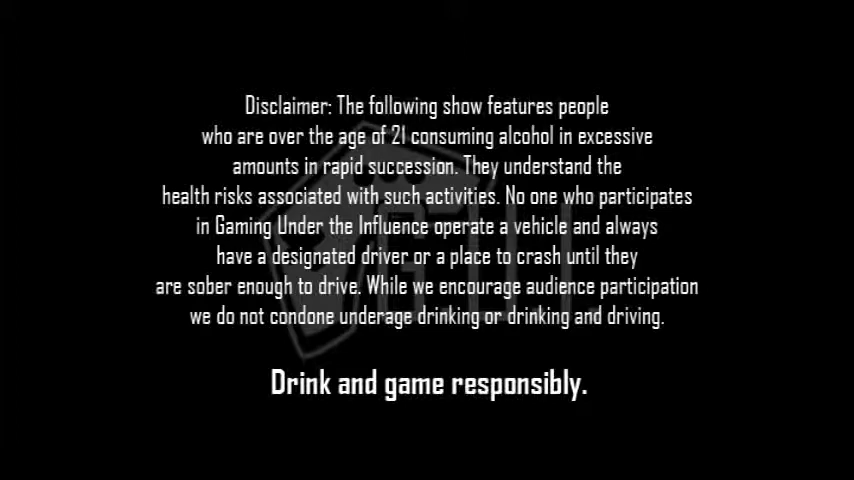 Disclaimer: The following show features people
who are over the age of 21 consuming alcohol in excessive
amounts in rapid succession. They understand the
health risks associated with such activities. No one who participates
in Gaming Under the Influence operate a vehicle and always
have a designated driver or a place to crash until they
are sober enough to drive. While we encourage audience participation
we do not condone underage drinking or drinking and driving.
Drink and game responsibly.